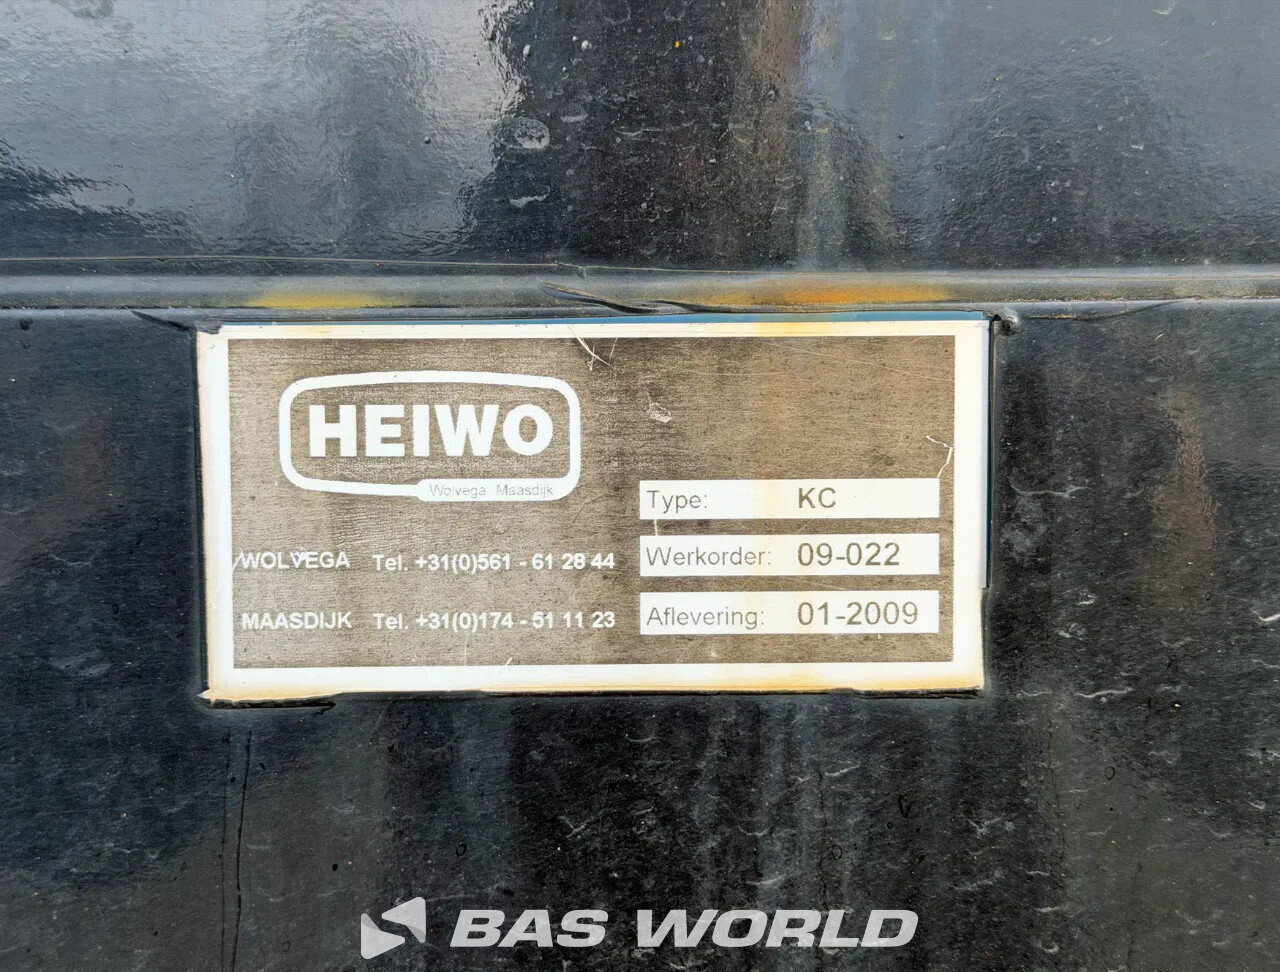 HEIWO
Wolvega Maasdijk
Type: KC
WOLVEGA Tel. +31(0)561 - 61 28 44
Werkorder: 09-022
MAASDIJK Tel. +31(0)174 - 51 11 23
Aflevering: 01-2009
BAS WORLD